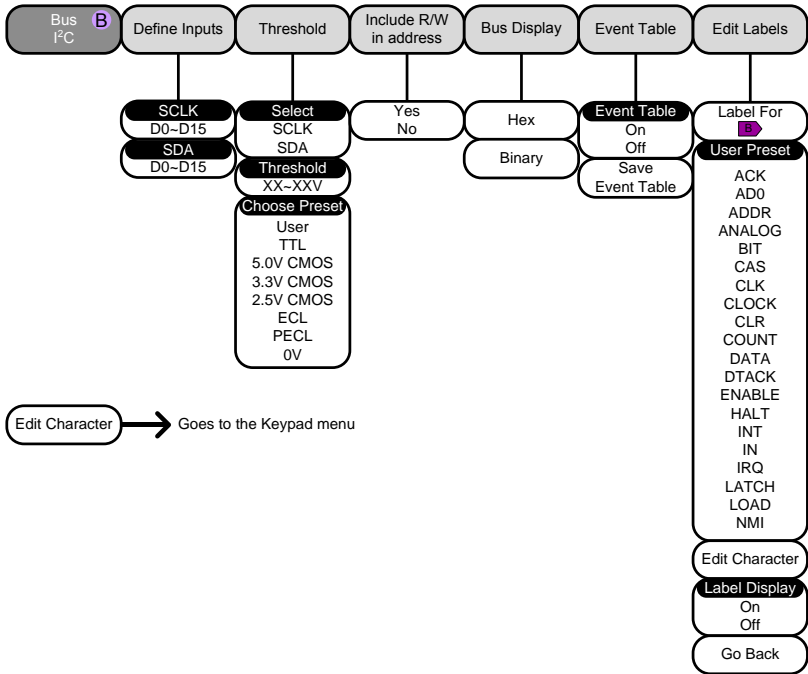 Bus B
I²C
Define Inputs
Threshold
Include R/W
in address
Bus Display
Event Table
Edit Labels
SCLK
D0~D15
SDA
D0~D15
Select
SCLK
SDA
Threshold
XX~XXV
Choose Preset
User
TTL
5.0V CMOS
3.3V CMOS
2.5V CMOS
ECL
PECL
0V
Yes
No
Hex
Binary
Event Table
On
Off
Save
Event Table
Label For
B
User Preset
ACK
AD0
ADDR
ANALOG
BIT
CAS
CLK
CLOCK
CLR
COUNT
DATA
DTACK
ENABLE
HALT
INT
IN
IRQ
LATCH
LOAD
NMI
Edit Character
Label Display
On
Off
Go Back
Edit Character
Goes to the Keypad menu